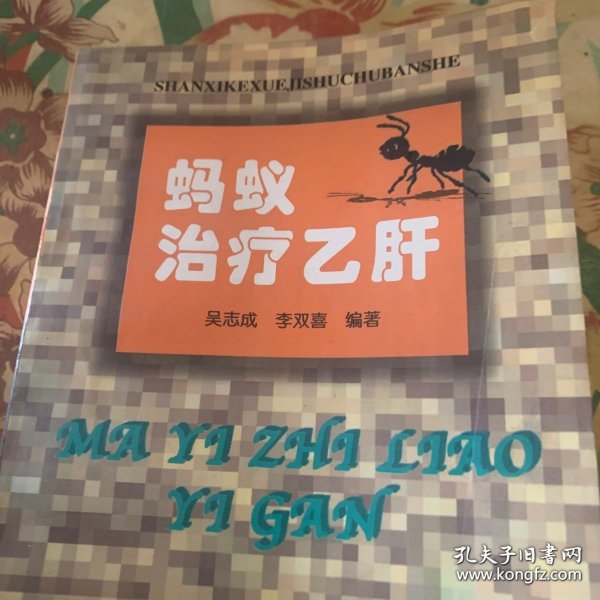 SHANXIKEXUEJISHUCHUBANSHE
蚂蚁
治疗乙肝
吴志成 李双喜 编著
MA YI ZHI LIAO
YI GAN
孔夫子旧书网
www.kongfz.com